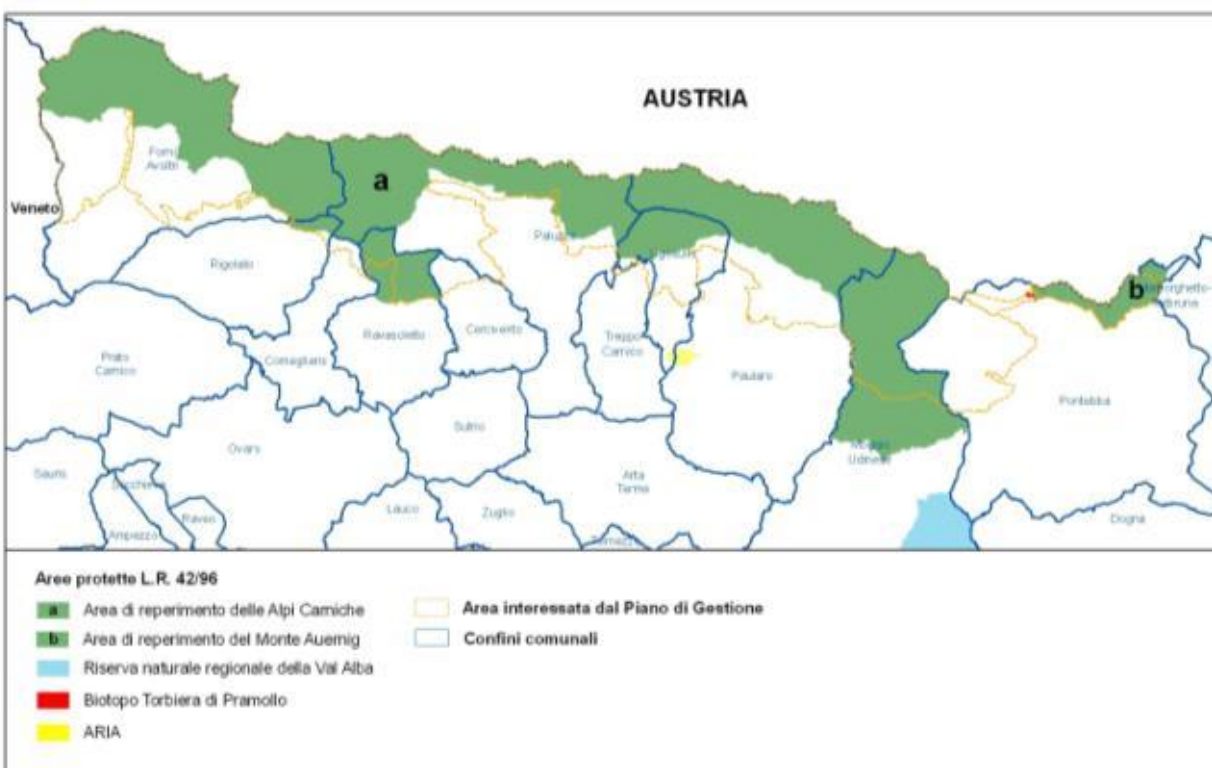 AUSTRIA
a
Forni
Avoltri
Veneto
b
Rigolato
Ravascletto
Cercivento
Treppo
Carnico
Prato
Carnico
Comeglians
Paularo
Pontebba
Sutrio
Ovaro
Sauris
Arta
Terme
Moggio
Udinese
Lauco
Zuglio
Raveo
Ampezzo
Dogna
Aree protette L.R. 42/96
a Area di reperimento delle Alpi Carniche
b Area di reperimento del Monte Auernig
Riserva naturale regionale della Val Alba
Biotopo Torbiera di Pramollo
ARIA
Area interessata dal Piano di Gestione
Confini comunali